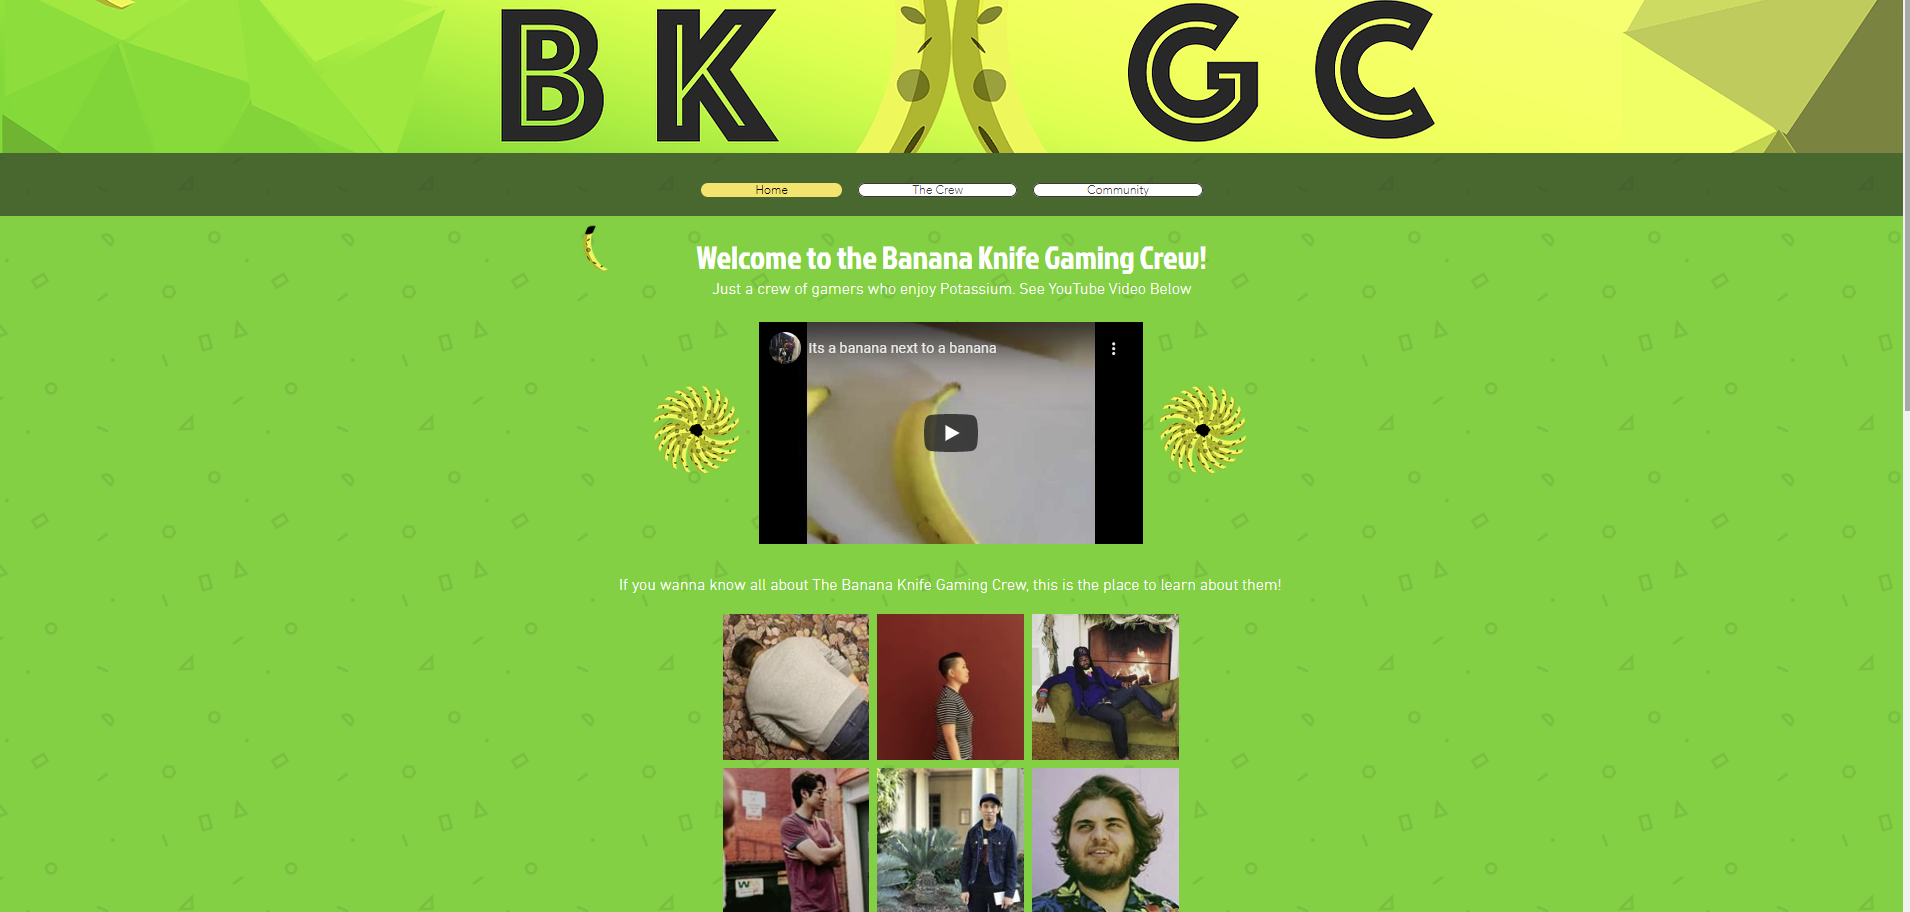 BK GC
Home
The Crew
Community
Welcome to the Banana Knife Gaming Crew!
Just a crew of gamers who enjoy Potassium. See YouTube Video Below
Its a banana next to a banana
If you wanna know all about The Banana Knife Gaming Crew, this is the place to learn about them!
W